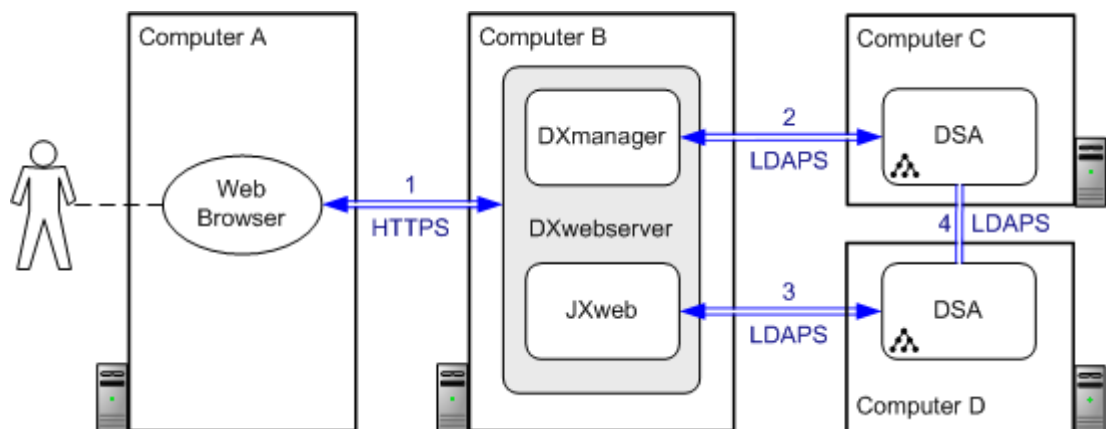 Computer A
Web
Browser
1
HTTPS
Computer B
DXmanager
DXwebserver
JXweb
2
LDAPS
3
LDAPS
Computer C
DSA
4 LDAPS
DSA
Computer D